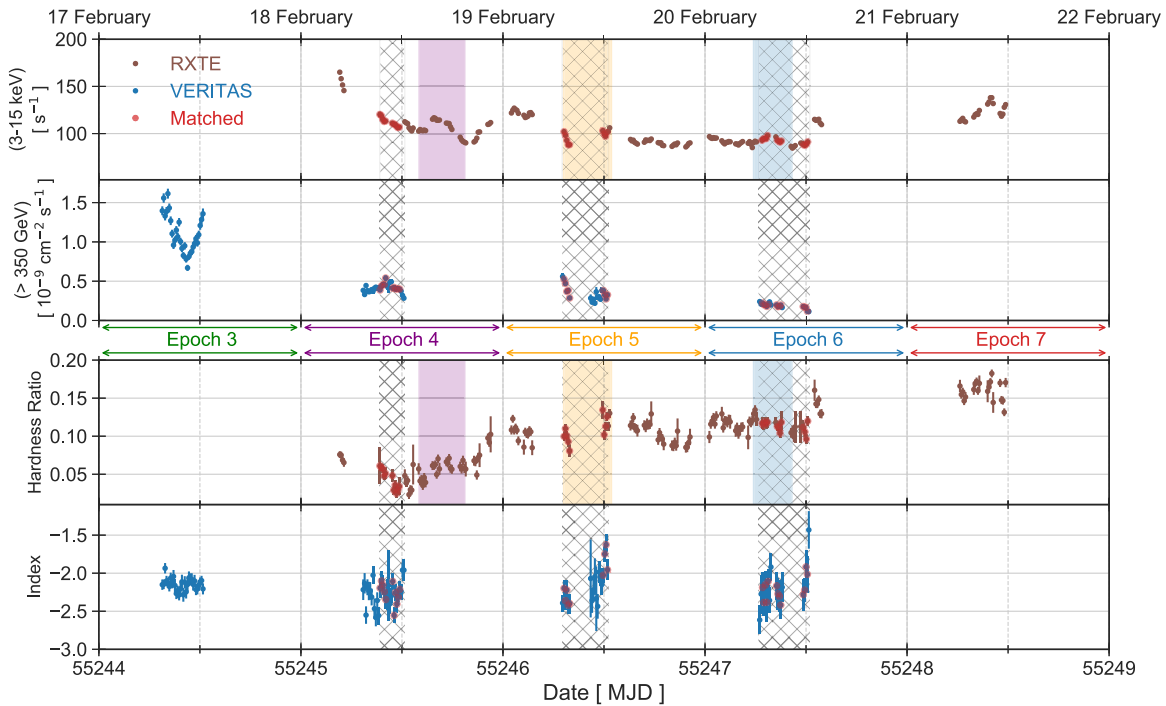 17 February 18 February 19 February 20 February 21 February 22 February
(3-15 keV)
[ s⁻¹ ]
200
150
100
RXTE
VERITAS
Matched
(> 350 GeV)
[ 10⁻⁹ cm⁻² s⁻¹ ]
1.5
1.0
0.5
0.0
Epoch 3 Epoch 4 Epoch 5 Epoch 6 Epoch 7
Hardness Ratio
0.20
0.15
0.10
0.05
Index
−1.5
−2.0
−2.5
−3.0
55244 55245 55246 55247 55248 55249
Date [ MJD ]